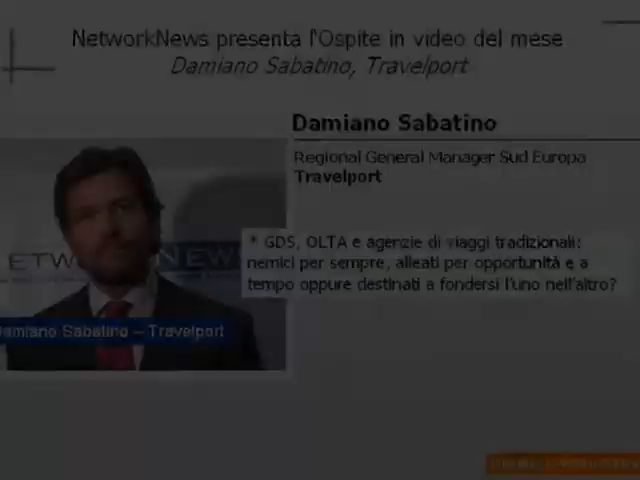 NetworkNews presenta l'Ospite in video del mese
Damiano Sabatino, Travelport
Damiano Sabatino
Regional General Manager Sud Europa
Travelport
* GDS, OLTA e agenzie di viaggi tradizionali:
nemici per sempre, alleati per opportunità e a
tempo oppure destinati a fondersi l'uno nell'altro?
ETW NEW
Damiano Sabatino – Travelport